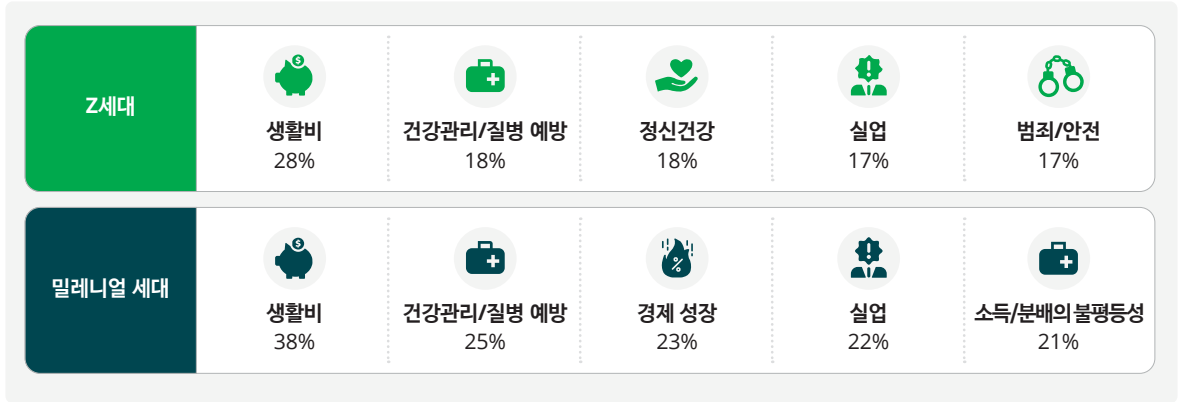 Z세대
생활비
28%
건강관리/질병 예방
18%
정신건강
18%
실업
17%
범죄/안전
17%
밀레니얼 세대
생활비
38%
건강관리/질병 예방
25%
경제 성장
23%
실업
22%
소득/분배의 불평등성
21%